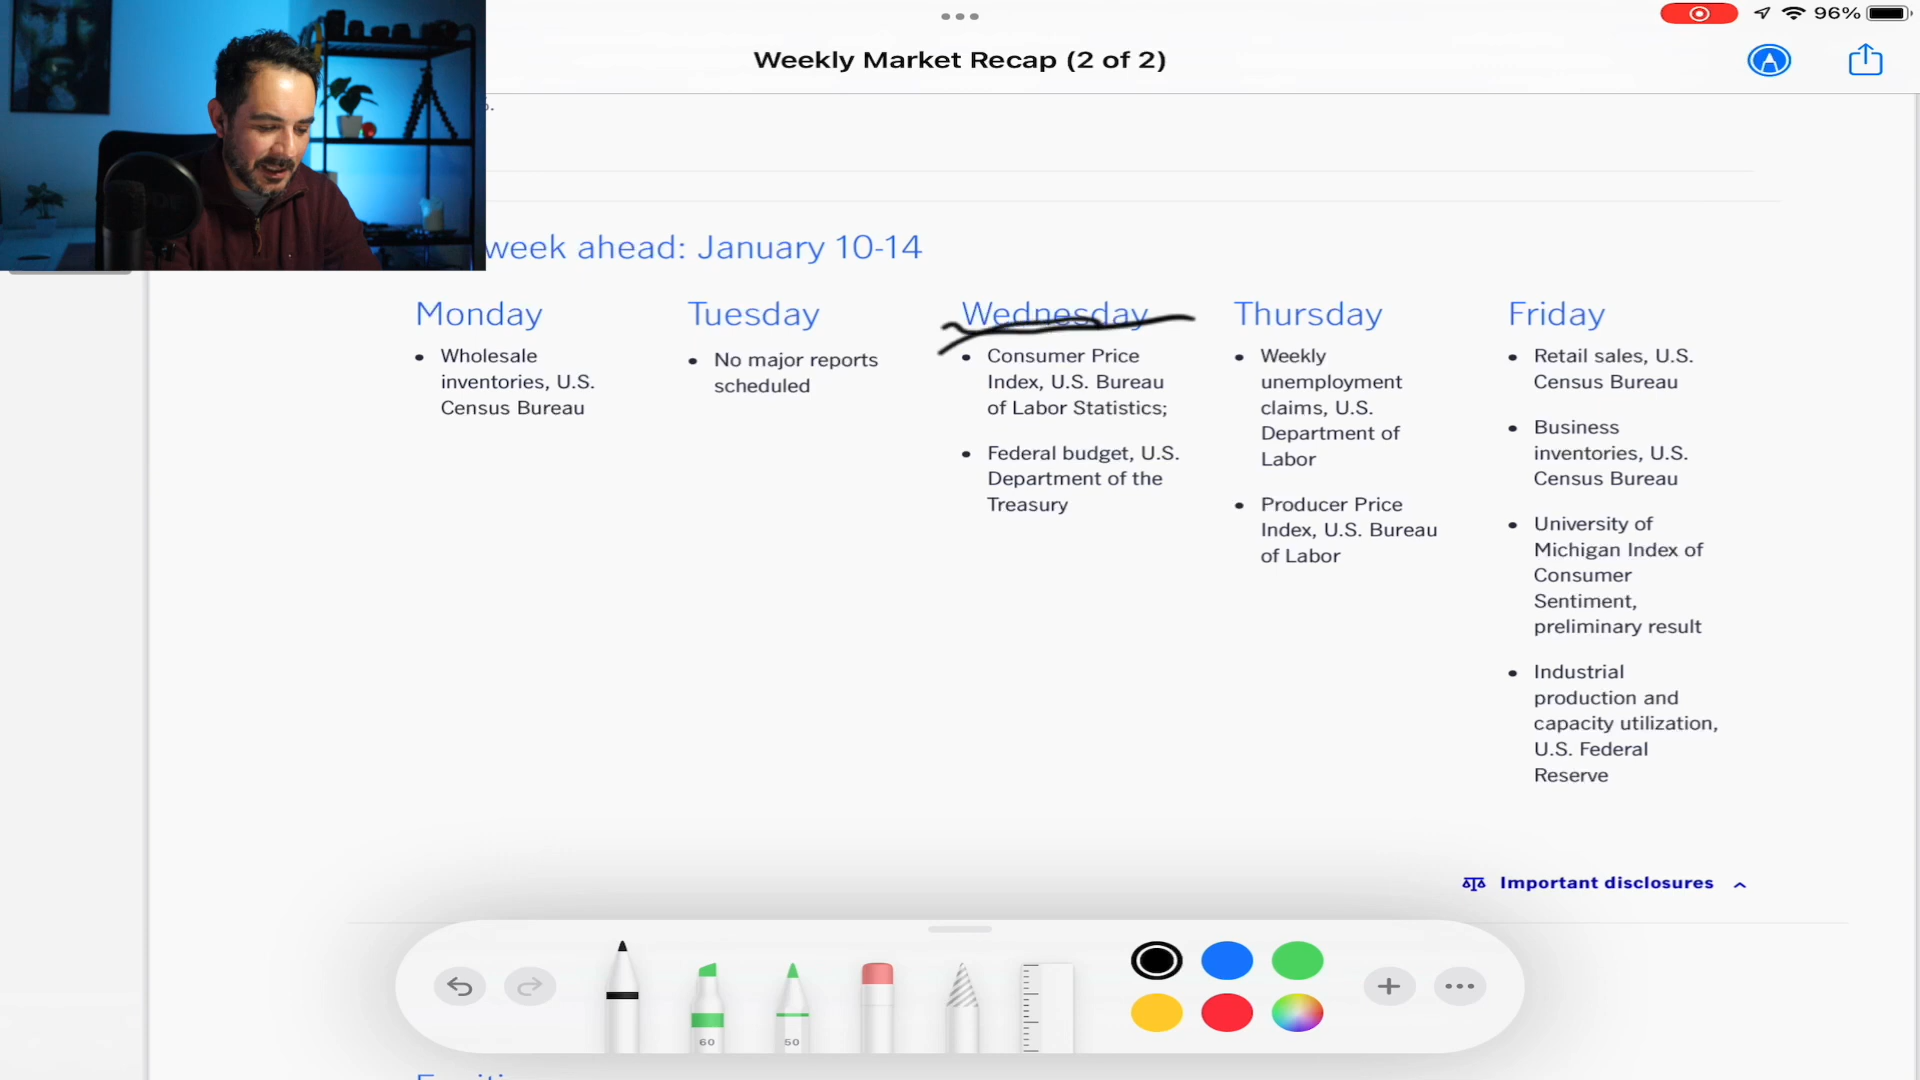 96%
Weekly Market Recap (2 of 2)
s.
week ahead: January 10-14
Monday
Wholesale
inventories, U.S.
Census Bureau
Tuesday
No major reports
scheduled
Wednesday
Consumer Price
Index, U.S. Bureau
of Labor Statistics;
Federal budget, U.S.
Department of the
Treasury
Thursday
Weekly
unemployment
claims, U.S.
Department of
Labor
Producer Price
Index, U.S. Bureau
of Labor
Friday
Retail sales, U.S.
Census Bureau
Business
inventories, U.S.
Census Bureau
University of
Michigan Index of
Consumer
Sentiment,
preliminary result
Industrial
production and
capacity utilization,
U.S. Federal
Reserve
Important disclosures
60
50